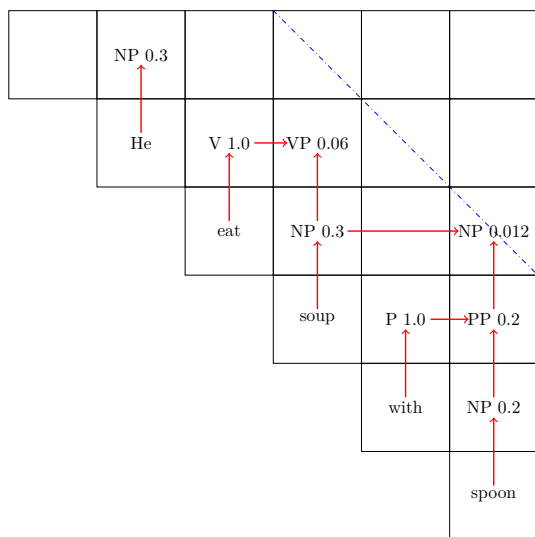 NP 0.3
He V 1.0 VP 0.06
eat NP 0.3 NP 0.012
soup P 1.0 PP 0.2
with NP 0.2
spoon